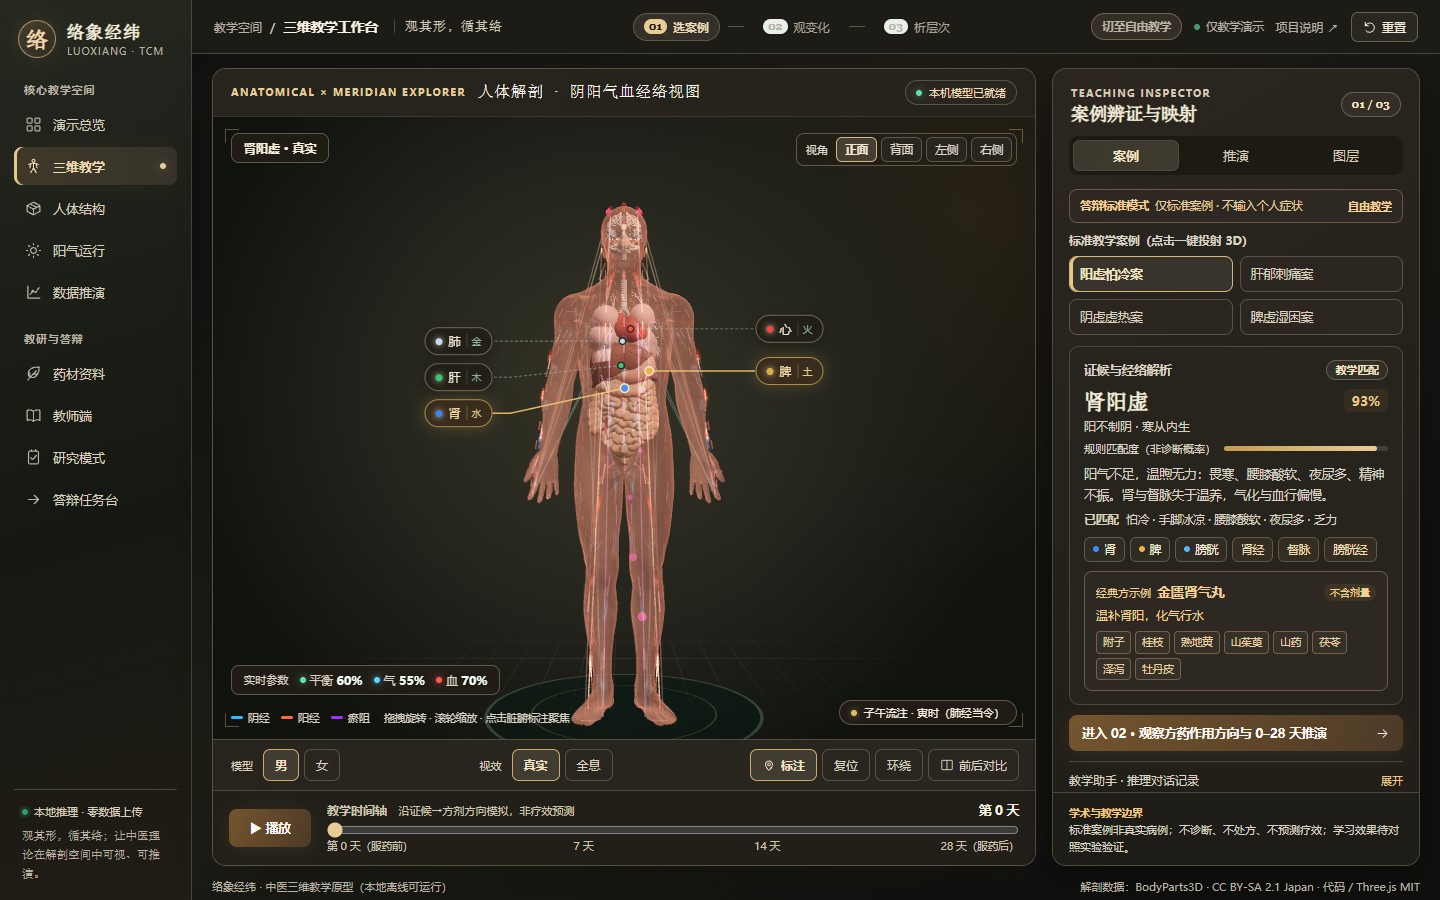 络 络象经纬
LUOXIANG · TCM
核心教学空间
演示总览
三维教学
人体结构
阳气运行
数据推演
教研与答辩
药材资料
教师端
研究模式
答辩任务台
本地推理 · 零数据上传
观其形，循其络；让中医理
论在解剖空间中可视、可推
演。
教学空间 / 三维教学工作台 观其形，循其络
01 选案例 — 02 观变化 — 03 析层次
切至自由教学 仅教学演示 项目说明 ↗ 重置
ANATOMICAL × MERIDIAN EXPLORER 人体解剖 · 阴阳气血经络视图 本机模型已就绪
肾阳虚 • 真实
视角 正面 背面 左侧 右侧
肺 金
肝 木
肾 水
心 火
脾 土
实时参数 平衡 60% 气 55% 血 70%
阴经 阳经 瘀阻 拖拽旋转 · 滚轮缩放 · 点击脏腑标注聚焦
子午流注 · 寅时（肺经当令）
模型 男 女 视效 真实 全息 标注 复位 环绕 前后对比
▶ 播放
教学时间轴 沿证候→方剂方向模拟，非疗效预测 第 0 天
第 0 天（服药前） 7 天 14 天 28 天（服药后）
络象经纬 · 中医三维教学原型（本地离线可运行）
TEACHING INSPECTOR
案例辨证与映射 01 / 03
案例 推演 图层
答辩标准模式 仅标准案例 · 不输入个人症状 自由教学
标准教学案例（点击一键投射 3D）
阳虚怕冷案 肝郁刺痛案
阴虚虚热案 脾虚湿困案
证候与经络解析 教学匹配
肾阳虚 93%
阳不制阴 · 寒从内生
规则匹配度（非诊断概率）
阳气不足，温煦无力：畏寒、腰膝酸软、夜尿多、精神
不振。肾与督脉失于温养，气化与血行偏慢。
已匹配 怕冷 · 手脚冰凉 · 腰膝酸软 · 夜尿多 · 乏力
肾 脾 膀胱 肾经 督脉 膀胱经
经典方示例 金匮肾气丸 不含剂量
温补肾阳，化气行水
附子 桂枝 熟地黄 山茱萸 山药 茯苓
泽泻 牡丹皮
进入 02 • 观察方药作用方向与 0–28 天推演 →
教学助手 · 推理对话记录 展开
学术与教学边界
标准案例非真实病例；不诊断、不处方、不预测疗效；学习效果待对
照实验验证。
解剖数据：BodyParts3D · CC BY-SA 2.1 Japan · 代码 / Three.js MIT